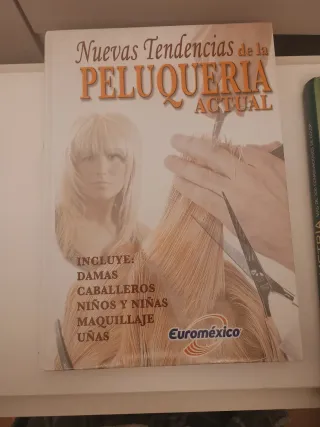 Nuevas Tendencias de la
PELUQUERIA
ACTUAL
INCLUYE:
DAMAS
CABALLEROS
NIÑOS Y NIÑAS
MAQUILLAJE
UÑAS
Euroméxico